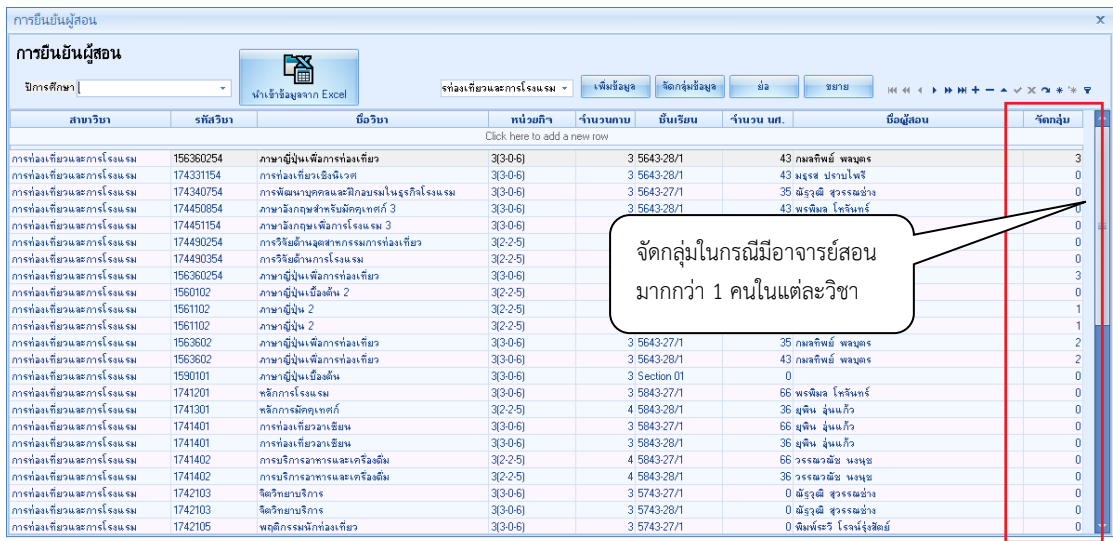 การยืนยันผู้สอน x
การยืนยันผู้สอน
ปีการศึกษา นำเข้าข้อมูลจาก Excel รท่องเที่ยวและการโรงแรม เพิ่มข้อมูล จัดกลุ่มข้อมูล ย่อ ขยาย
สาขาวิชา รหัสวิชา ชื่อวิชา หน่วยกิจ จำนวนคาบ ชั้นเรียน จำนวน นศ. ชื่อผู้สอน จัดกลุ่ม
Click here to add a new row
การท่องเที่ยวและการโรงแรม 156360254 ภาษาญี่ปุ่นเพื่อการท่องเที่ยว 3(3-0-6) 3 5643-28/1 43 กมลทิพย์ พลบุตร 3
การท่องเที่ยวและการโรงแรม 174331154 การท่องเที่ยวเชิงนิเวศ 3(3-0-6) 3 5643-28/1 43 มธุรส ปราบไพรี 0
การท่องเที่ยวและการโรงแรม 174340754 การพัฒนาบุคคลและฝึกอบรมในธุรกิจโรงแรม 3(3-0-6) 3 5643-27/1 35 ณัฐวุฒิ สุวรรณช่าง 0
การท่องเที่ยวและการโรงแรม 174450854 ภาษาอังกฤษสำหรับมัคคุเทศก์ 3 3(3-0-6) 3 5643-28/1 43 พรพิมล โทจันทร์ 0
การท่องเที่ยวและการโรงแรม 174451154 ภาษาอังกฤษเพื่อการโรงแรม 3 3(3-0-6) 0
การท่องเที่ยวและการโรงแรม 174490254 การวิจัยด้านอุตสาหกรรมการท่องเที่ยว 3(2-2-5) 0
การท่องเที่ยวและการโรงแรม 174490354 การวิจัยด้านการโรงแรม 3(2-2-5) 0
การท่องเที่ยวและการโรงแรม 156360254 ภาษาญี่ปุ่นเพื่อการท่องเที่ยว 3(3-0-6) 3
การท่องเที่ยวและการโรงแรม 1560102 ภาษาญี่ปุ่นเบื้องต้น 2 3(2-2-5) 0
การท่องเที่ยวและการโรงแรม 1561102 ภาษาญี่ปุ่น 2 3(2-2-5) 1
การท่องเที่ยวและการโรงแรม 1561102 ภาษาญี่ปุ่น 2 3(2-2-5) 1
จัดกลุ่มในกรณีมีอาจารย์สอน
มากกว่า 1 คนในแต่ละวิชา
การท่องเที่ยวและการโรงแรม 1563602 ภาษาญี่ปุ่นเพื่อการท่องเที่ยว 3(3-0-6) 3 5643-27/1 35 กมลทิพย์ พลบุตร 2
การท่องเที่ยวและการโรงแรม 1563602 ภาษาญี่ปุ่นเพื่อการท่องเที่ยว 3(3-0-6) 3 5643-28/1 43 กมลทิพย์ พลบุตร 2
การท่องเที่ยวและการโรงแรม 1590101 ภาษาญี่ปุ่นเบื้องต้น 3(3-0-6) 3 Section 01 0 0
การท่องเที่ยวและการโรงแรม 1741201 หลักการโรงแรม 3(3-0-6) 3 5843-27/1 66 พรพิมล โทจันทร์ 0
การท่องเที่ยวและการโรงแรม 1741301 หลักการมัคคุเทศก์ 3(2-2-5) 4 5843-28/1 36 ยุพิน อุ่นแก้ว 0
การท่องเที่ยวและการโรงแรม 1741401 การท่องเที่ยวอาเซียน 3(3-0-6) 3 5843-27/1 66 ยุพิน อุ่นแก้ว 0
การท่องเที่ยวและการโรงแรม 1741401 การท่องเที่ยวอาเซียน 3(3-0-6) 3 5843-28/1 36 ยุพิน อุ่นแก้ว 0
การท่องเที่ยวและการโรงแรม 1741402 การบริการอาหารและเครื่องดื่ม 3(2-2-5) 4 5843-27/1 66 วรรณวณัช นงนุช 0
การท่องเที่ยวและการโรงแรม 1741402 การบริการอาหารและเครื่องดื่ม 3(2-2-5) 4 5843-28/1 36 วรรณวณัช นงนุช 0
การท่องเที่ยวและการโรงแรม 1742103 จิตวิทยาบริการ 3(3-0-6) 3 5743-27/1 0 ณัฐวุฒิ สุวรรณช่าง 0
การท่องเที่ยวและการโรงแรม 1742103 จิตวิทยาบริการ 3(3-0-6) 3 5743-28/1 0 ณัฐวุฒิ สุวรรณช่าง 0
การท่องเที่ยวและการโรงแรม 1742105 พฤติกรรมนักท่องเที่ยว 3(3-0-6) 3 5743-27/1 0 พิมพ์ระวี โรจน์รุ่งสัตย์ 0